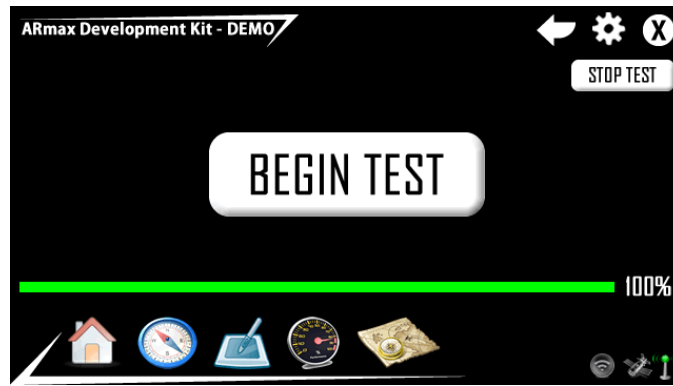 ARmax Development Kit - DEMO
X
STOP TEST
BEGIN TEST
100%